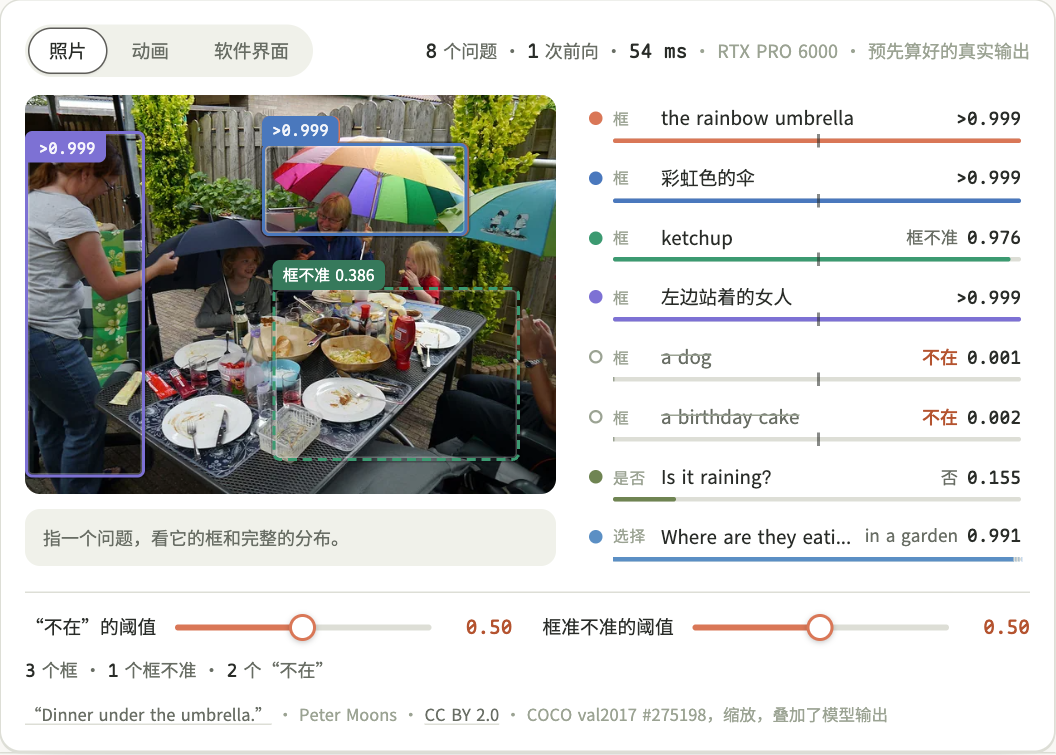 照片 动画 软件界面 8 个问题 · 1 次前向 · 54 ms · RTX PRO 6000 · 预先算好的真实输出
>0.999
>0.999
框不准 0.386
框 the rainbow umbrella >0.999
框 彩虹色的伞 >0.999
框 ketchup 框不准 0.976
框 左边站着的女人 >0.999
框 a dog 不在 0.001
框 a birthday cake 不在 0.002
是否 Is it raining? 否 0.155
选择 Where are they eati... in a garden 0.991
指一个问题，看它的框和完整的分布。
“不在”的阈值 0.50 框准不准的阈值 0.50
3 个框 · 1 个框不准 · 2 个“不在”
“Dinner under the umbrella.” · Peter Moons · CC BY 2.0 · COCO val2017 #275198，缩放，叠加了模型输出